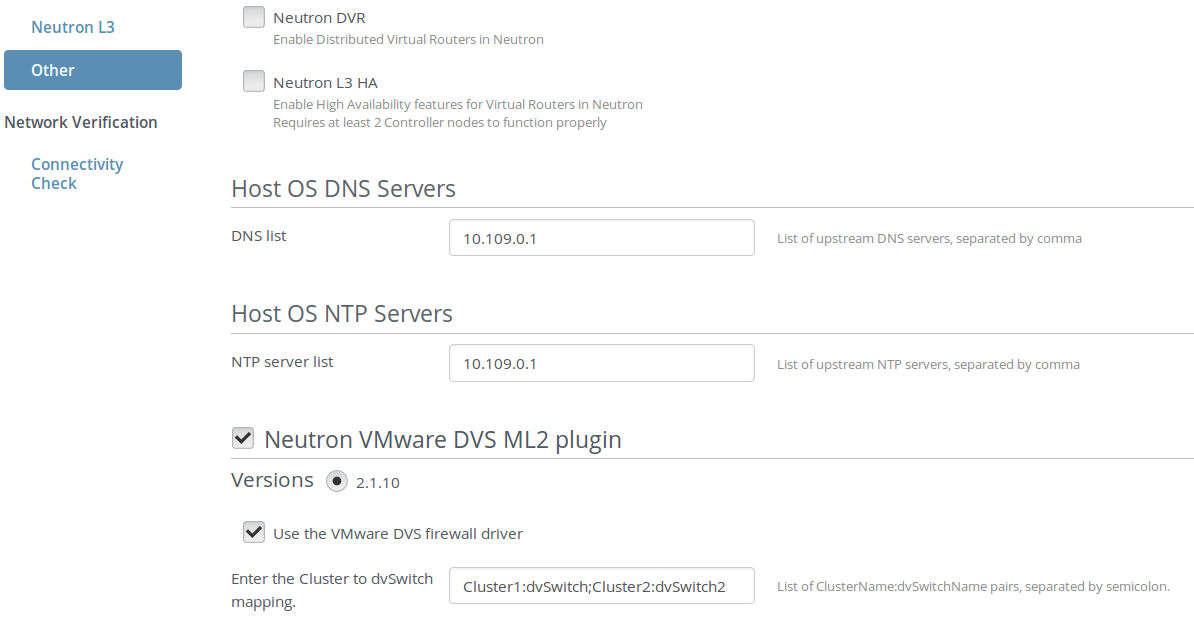 Neutron L3
Other
Network Verification
Connectivity
Check
Neutron DVR
Enable Distributed Virtual Routers in Neutron
Neutron L3 HA
Enable High Availability features for Virtual Routers in Neutron
Requires at least 2 Controller nodes to function properly
Host OS DNS Servers
DNS list
10.109.0.1
List of upstream DNS servers, separated by comma
Host OS NTP Servers
NTP server list
10.109.0.1
List of upstream NTP servers, separated by comma
Neutron VMware DVS ML2 plugin
Versions 2.1.10
Use the VMware DVS firewall driver
Enter the Cluster to dvSwitch
mapping.
Cluster1:dvSwitch;Cluster2:dvSwitch2
List of ClusterName:dvSwitchName pairs, separated by semicolon.